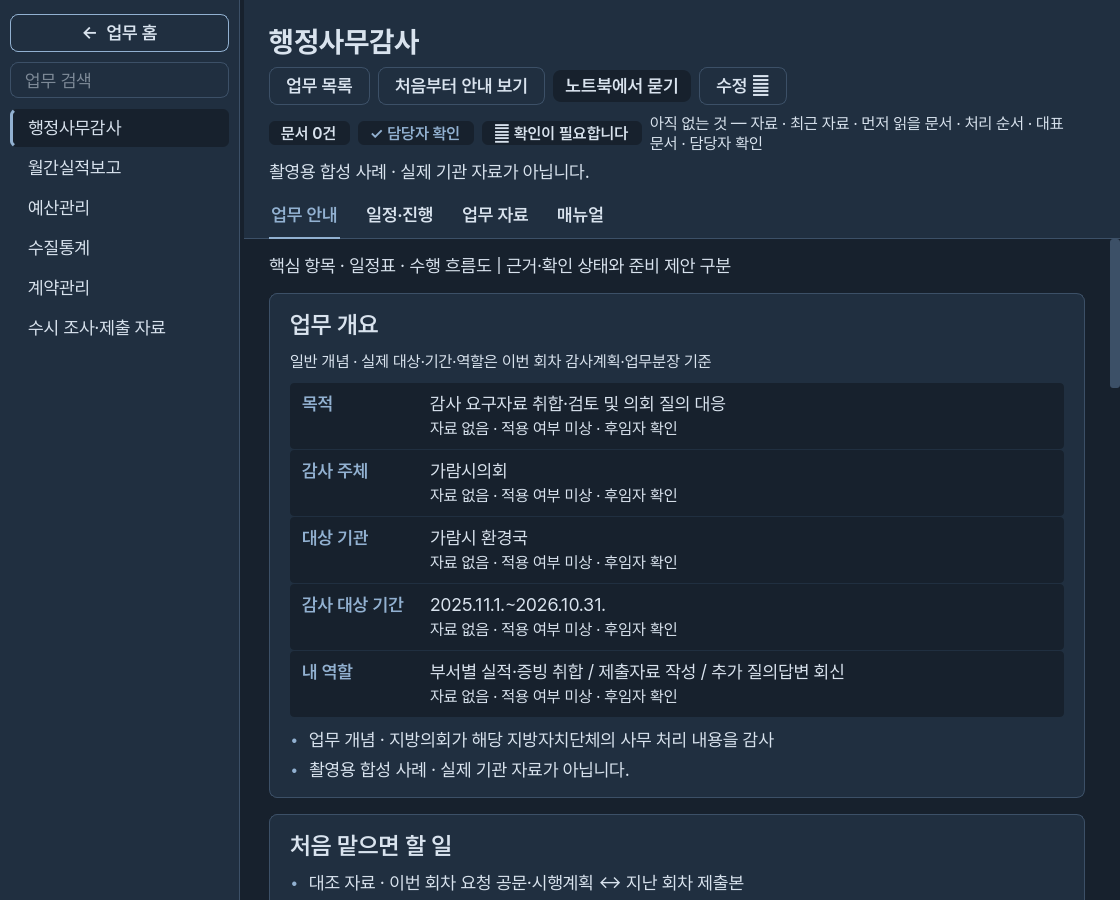 ← 업무 홈
업무 검색
행정사무감사
월간실적보고
예산관리
수질통계
계약관리
수시 조사·제출 자료
행정사무감사
업무 목록
처음부터 안내 보기
노트북에서 묻기
수정
문서 0건
✓ 담당자 확인
확인이 필요합니다
아직 없는 것 — 자료 · 최근 자료 · 먼저 읽을 문서 · 처리 순서 · 대표
문서 · 담당자 확인
촬영용 합성 사례 · 실제 기관 자료가 아닙니다.
업무 안내
일정·진행
업무 자료
매뉴얼
핵심 항목 · 일정표 · 수행 흐름도 | 근거·확인 상태와 준비 제안 구분
업무 개요
일반 개념 · 실제 대상·기간·역할은 이번 회차 감사계획·업무분장 기준
목적
감사 요구자료 취합·검토 및 의회 질의 대응
자료 없음 · 적용 여부 미상 · 후임자 확인
감사 주체
가람시의회
자료 없음 · 적용 여부 미상 · 후임자 확인
대상 기관
가람시 환경국
자료 없음 · 적용 여부 미상 · 후임자 확인
감사 대상 기간
2025.11.1.~2026.10.31.
자료 없음 · 적용 여부 미상 · 후임자 확인
내 역할
부서별 실적·증빙 취합 / 제출자료 작성 / 추가 질의답변 회신
자료 없음 · 적용 여부 미상 · 후임자 확인
• 업무 개념 · 지방의회가 해당 지방자치단체의 사무 처리 내용을 감사
• 촬영용 합성 사례 · 실제 기관 자료가 아닙니다.
처음 맡으면 할 일
• 대조 자료 · 이번 회차 요청 공문·시행계획 ↔ 지난 회차 제출본